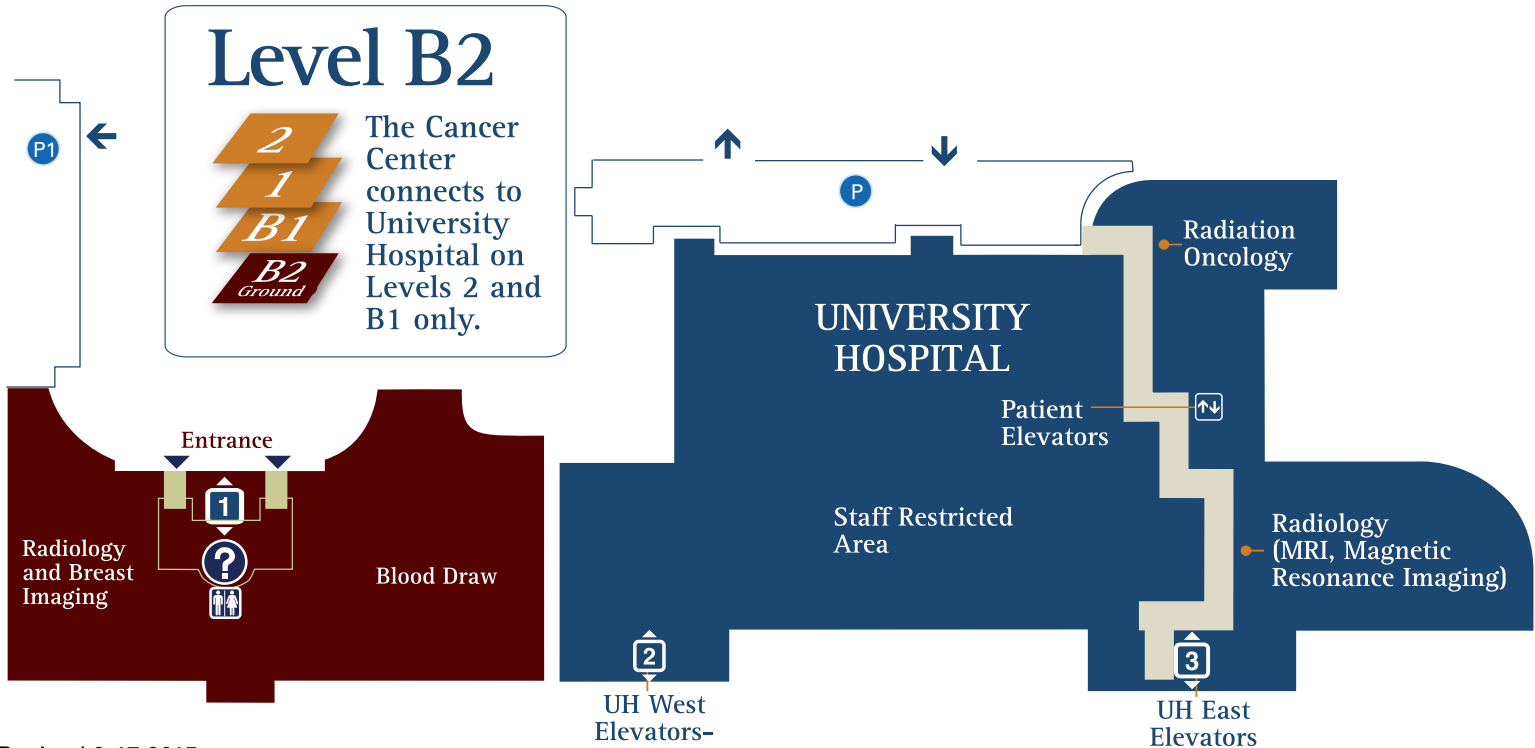 Level B2
2
1
B1
B2
Ground
The Cancer
Center
connects to
University
Hospital on
Levels 2 and
B1 only.
P1
P
Radiation
Oncology
UNIVERSITY
HOSPITAL
Patient
Elevators
Entrance
1
?
Radiology
and Breast
Imaging
Blood Draw
Staff Restricted
Area
Radiology
(MRI, Magnetic
Resonance Imaging)
2
UH West
Elevators-
3
UH East
Elevators